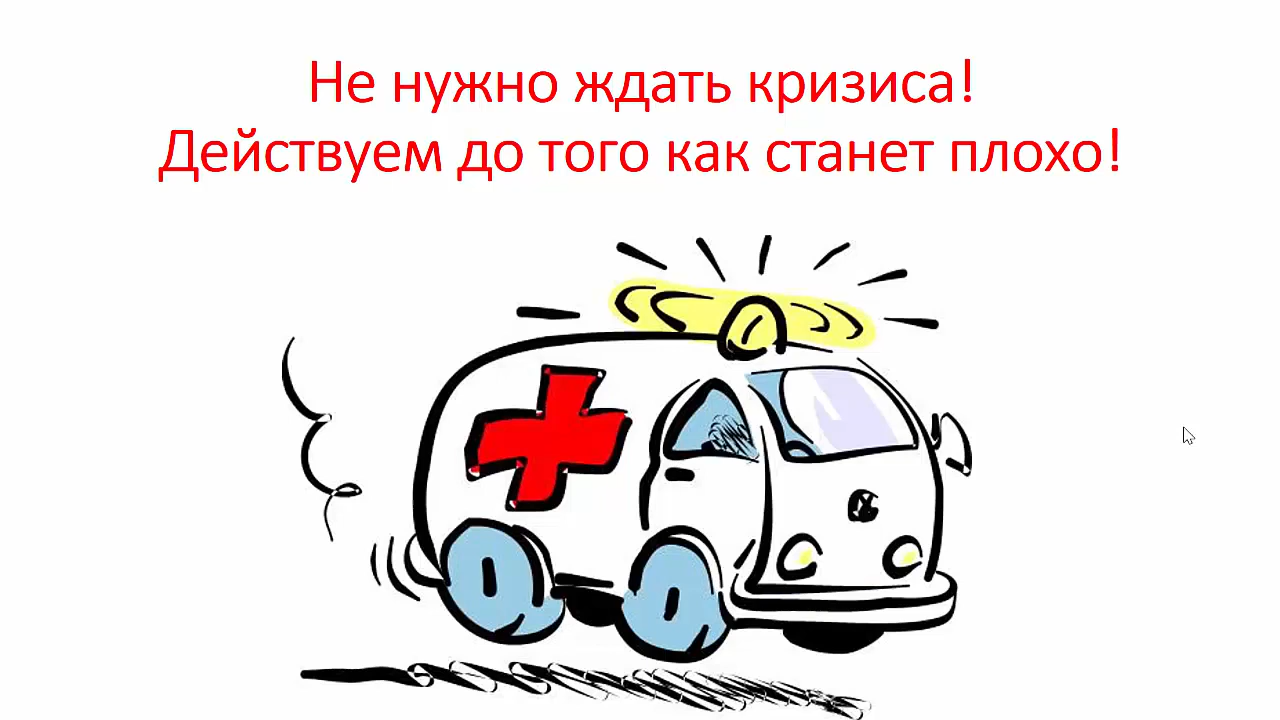 Не нужно ждать кризиса!
Действуем до того как станет плохо!